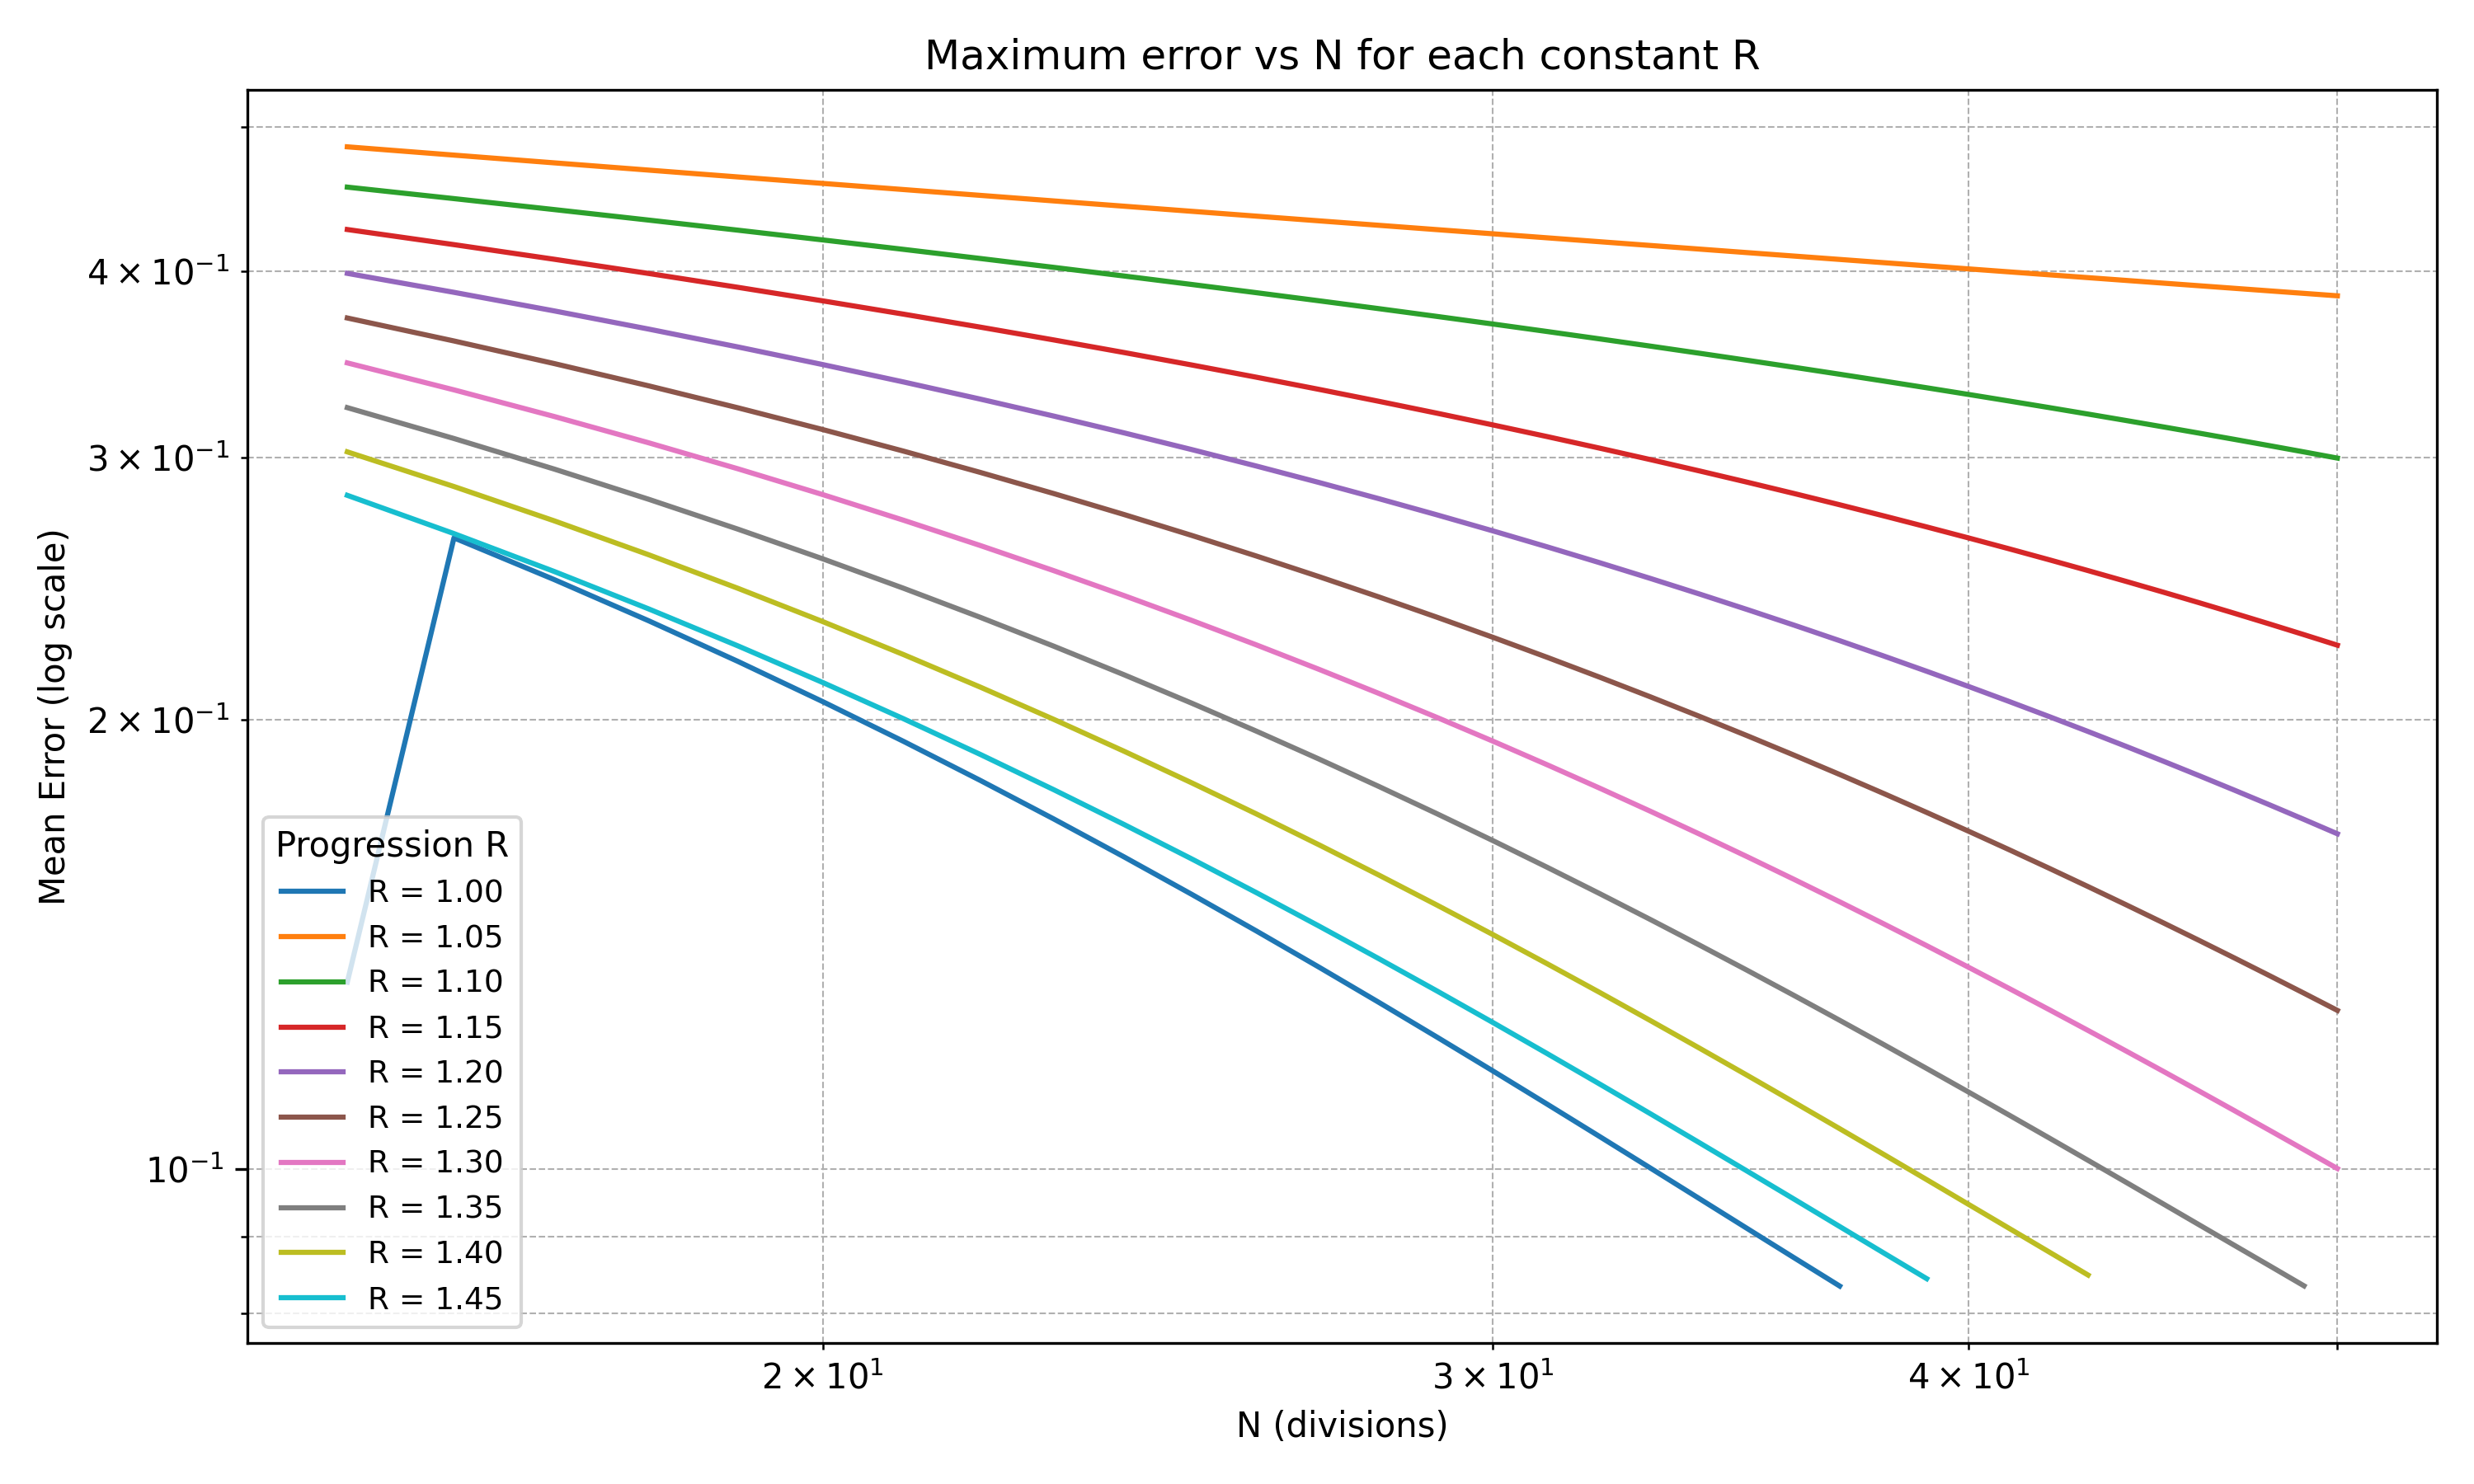 Maximum error vs N for each constant R
Mean Error (log scale)
4 × 10⁻¹
3 × 10⁻¹
2 × 10⁻¹
10⁻¹
Progression R
R = 1.00
R = 1.05
R = 1.10
R = 1.15
R = 1.20
R = 1.25
R = 1.30
R = 1.35
R = 1.40
R = 1.45
2 × 10¹
3 × 10¹
4 × 10¹
N (divisions)